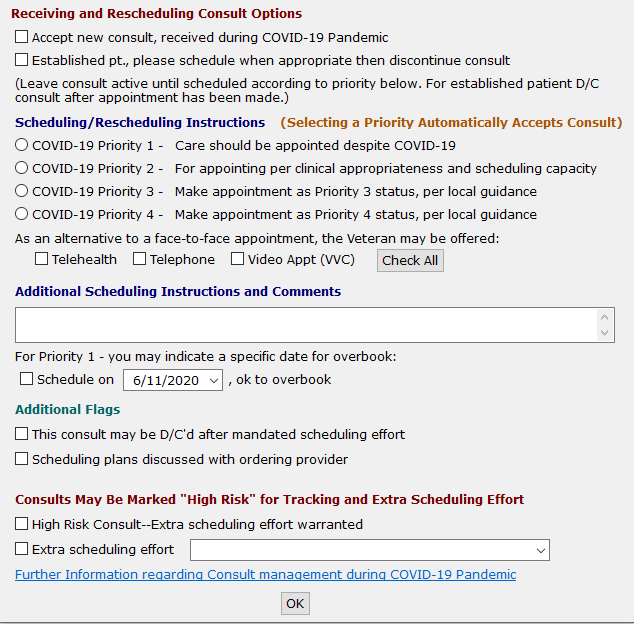 Receiving and Rescheduling Consult Options
Accept new consult, received during COVID-19 Pandemic
Established pt., please schedule when appropriate then discontinue consult
(Leave consult active until scheduled according to priority below. For established patient D/C
consult after appointment has been made.)
Scheduling/Rescheduling Instructions (Selecting a Priority Automatically Accepts Consult)
COVID-19 Priority 1 - Care should be appointed despite COVID-19
COVID-19 Priority 2 - For appointing per clinical appropriateness and scheduling capacity
COVID-19 Priority 3 - Make appointment as Priority 3 status, per local guidance
COVID-19 Priority 4 - Make appointment as Priority 4 status, per local guidance
As an alternative to a face-to-face appointment, the Veteran may be offered:
Telehealth Telephone Video Appt (VVC) Check All
Additional Scheduling Instructions and Comments
For Priority 1 - you may indicate a specific date for overbook:
Schedule on 6/11/2020 , ok to overbook
Additional Flags
This consult may be D/C'd after mandated scheduling effort
Scheduling plans discussed with ordering provider
Consults May Be Marked "High Risk" for Tracking and Extra Scheduling Effort
High Risk Consult--Extra scheduling effort warranted
Extra scheduling effort
Further Information regarding Consult management during COVID-19 Pandemic
OK